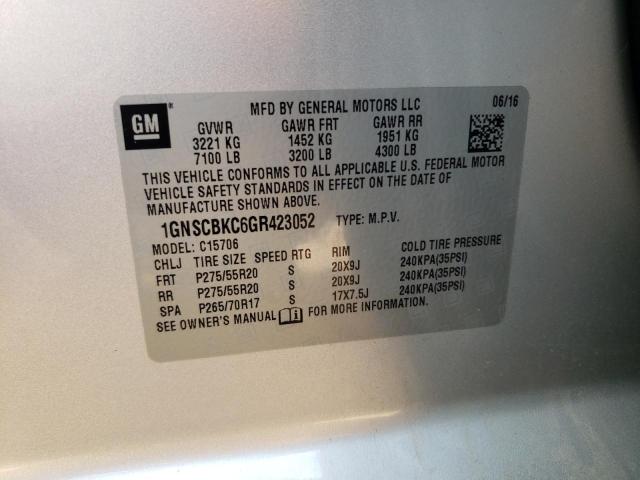 GM
MFD BY GENERAL MOTORS LLC 06/16
GVWR GAWR FRT GAWR RR
3221 KG 1452 KG 1951 KG
7100 LB 3200 LB 4300 LB
THIS VEHICLE CONFORMS TO ALL APPLICABLE U.S. FEDERAL MOTOR
VEHICLE SAFETY STANDARDS IN EFFECT ON THE DATE OF
MANUFACTURE SHOWN ABOVE.
1GNSCBKC6GR423052 TYPE: M.P.V.
MODEL: C15706
CHLJ TIRE SIZE SPEED RTG RIM COLD TIRE PRESSURE
FRT P275/55R20 S 20X9J 240KPA(35PSI)
RR P275/55R20 S 20X9J 240KPA(35PSI)
SPA P265/70R17 S 17X7.5J 240KPA(35PSI)
SEE OWNER'S MANUAL FOR MORE INFORMATION.